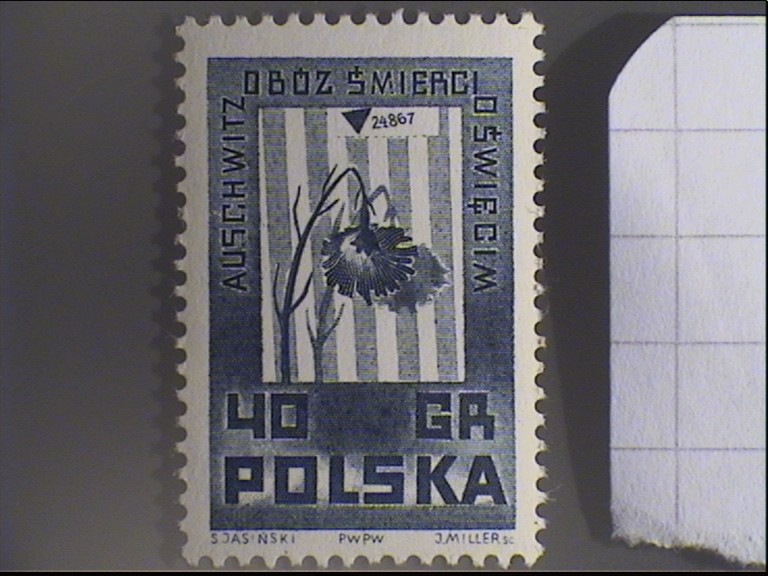 OBÓZ ŚMIERCI
AUSCHWITZ
OŚWIĘCIM
24867
40 GR
POLSKA
S JASIŃSKI PWPW J.MILLER sc